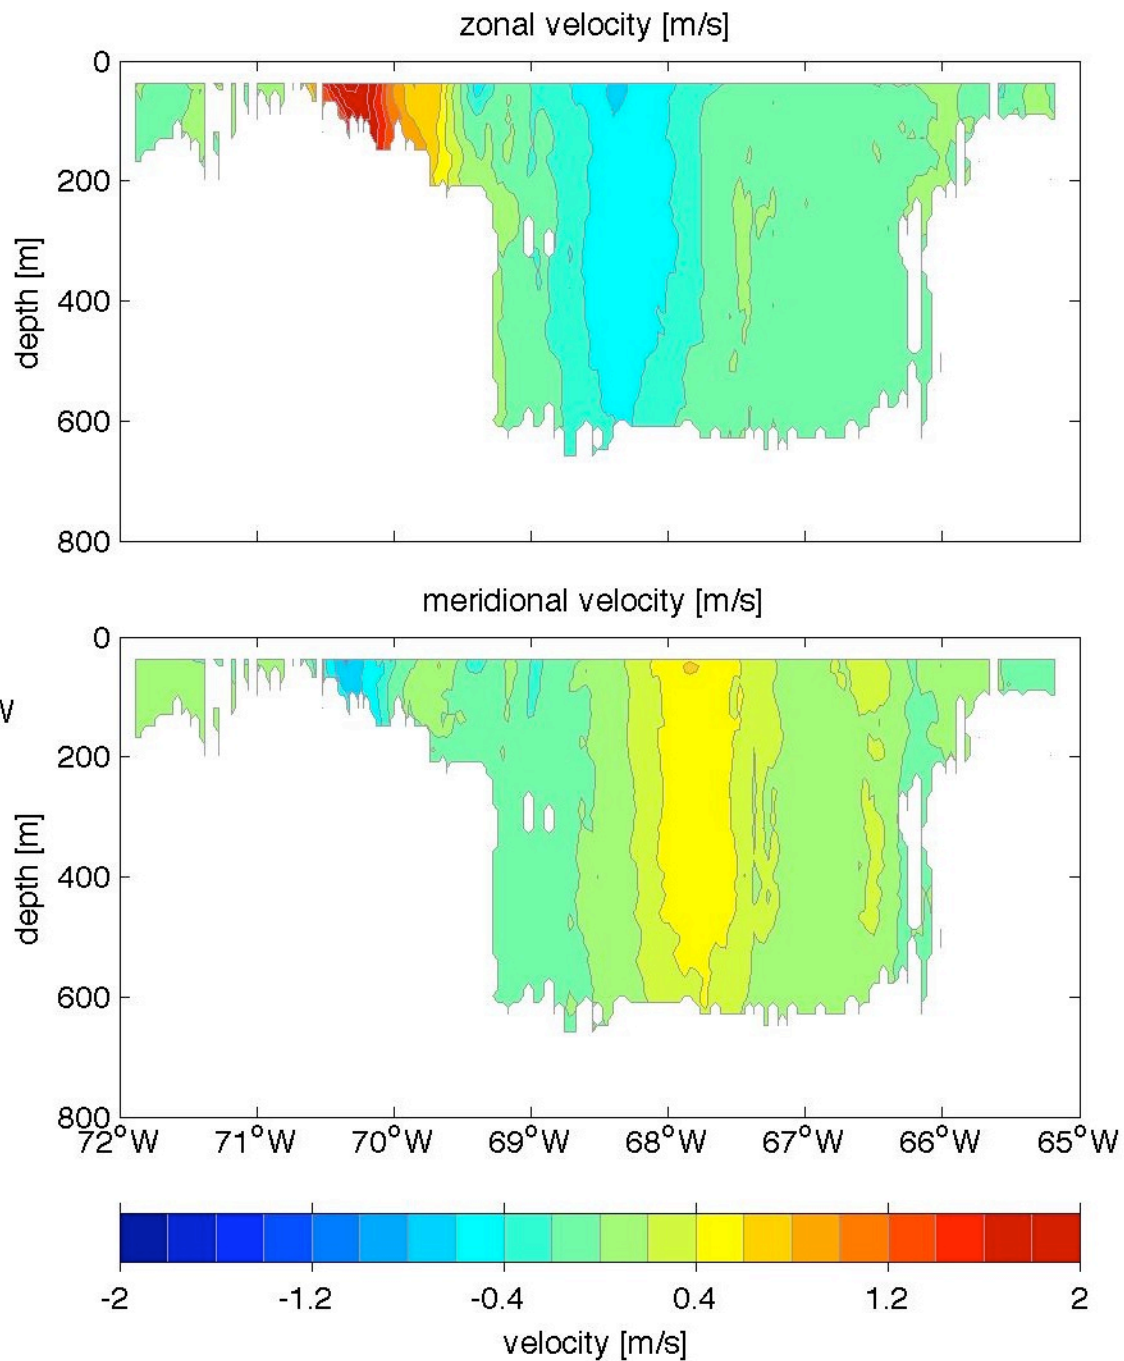 zonal velocity [m/s]
0
200
400
600
800
depth [m]
meridional velocity [m/s]
0
W
200
400
600
800
depth [m]
72°W 71°W 70°W 69°W 68°W 67°W 66°W 65°W
-2 -1.2 -0.4 0.4 1.2 2
velocity [m/s]